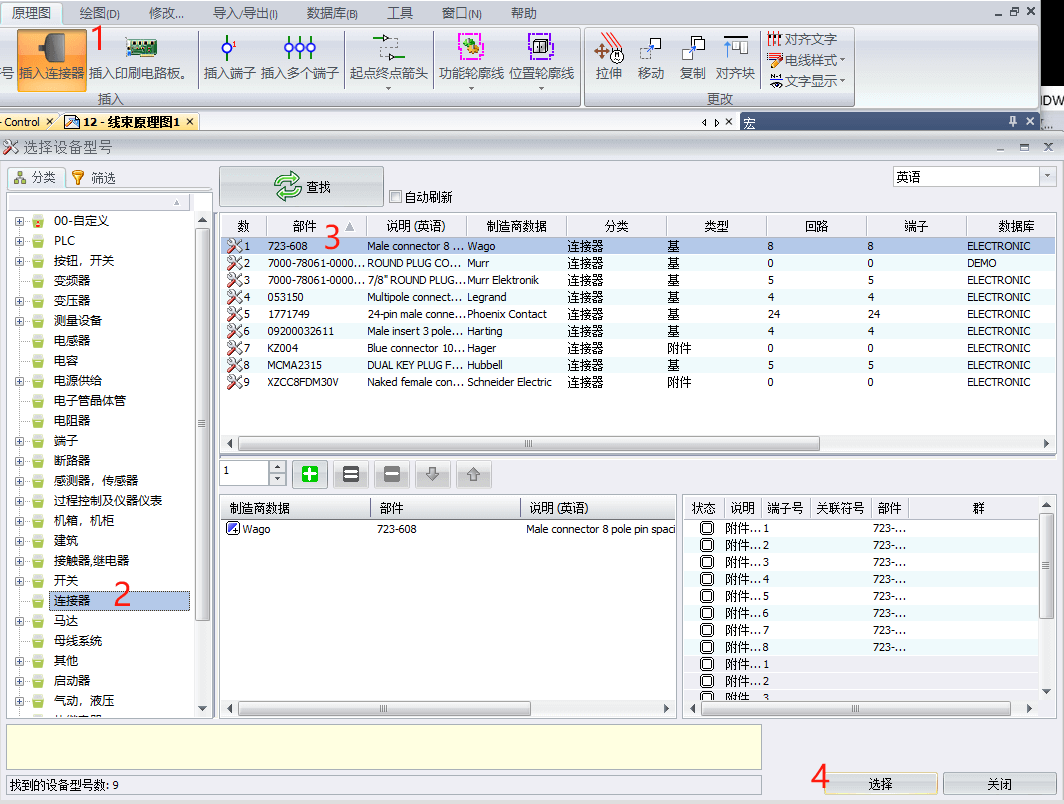 原理图 绘图(D) 修改... 导入/导出(I) 数据库(B) 工具 窗口(N) 帮助
1
号 插入连接器 插入印刷电路板。 插入端子 插入多个端子 起点终点箭头 功能轮廓线 位置轮廓线 拉伸 移动 复制 对齐块 对齐文字
电线样式
文字显示
插入 更改
IDW
Control 12 - 线束原理图1 宏
选择设备型号
分类 筛选 查找 自动刷新 英语
数 部件 说明 (英语) 制造商数据 分类 类型 回路 端子 数据库
3
1 723-608 Male connector 8 ... Wago 连接器 基 8 8 ELECTRONIC
2 7000-78061-0000... ROUND PLUG CO... Murr 连接器 基 0 0 DEMO
3 7000-78061-0000... 7/8" ROUND PLUG... Murr Elektronik 连接器 基 5 5 ELECTRONIC
4 053150 Multipole connect... Legrand 连接器 基 4 4 ELECTRONIC
5 1771749 24-pin male conne... Phoenix Contact 连接器 基 24 24 ELECTRONIC
6 09200032611 Male insert 3 pole... Harting 连接器 基 4 4 ELECTRONIC
7 KZ004 Blue connector 10... Hager 连接器 附件 0 0 ELECTRONIC
8 MCMA2315 DUAL KEY PLUG F... Hubbell 连接器 基 5 5 ELECTRONIC
9 XZCC8FDM30V Naked female con... Schneider Electric 连接器 附件 0 0 ELECTRONIC
00-自定义
PLC
按钮，开关
变频器
变压器
测量设备
电感器
电容
电源供给
电子管晶体管
电阻器
端子
断路器
感测器，传感器
过程控制及仪器仪表
机箱，机柜
建筑
接触器,继电器
开关
连接器
2
马达
母线系统
其他
启动器
气动，液压
1
制造商数据 部件 说明 (英语)
Wago 723-608 Male connector 8 pole pin spaci
状态 说明 端子号 关联符号 部件 群
附件... 1 723-...
附件... 2 723-...
附件... 3 723-...
附件... 4 723-...
附件... 5 723-...
附件... 6 723-...
附件... 7 723-...
附件... 8 723-...
附件... 1
附件... 2
附件... 3
找到的设备型号数: 9
4
选择 关闭